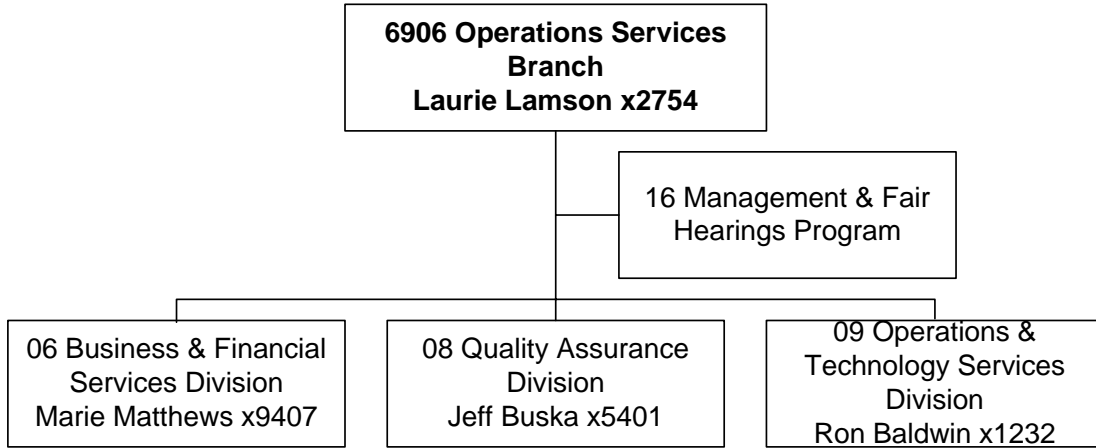 6906 Operations Services
Branch
Laurie Lamson x2754
16 Management & Fair
Hearings Program
06 Business & Financial
Services Division
Marie Matthews x9407
08 Quality Assurance
Division
Jeff Buska x5401
09 Operations &
Technology Services
Division
Ron Baldwin x1232